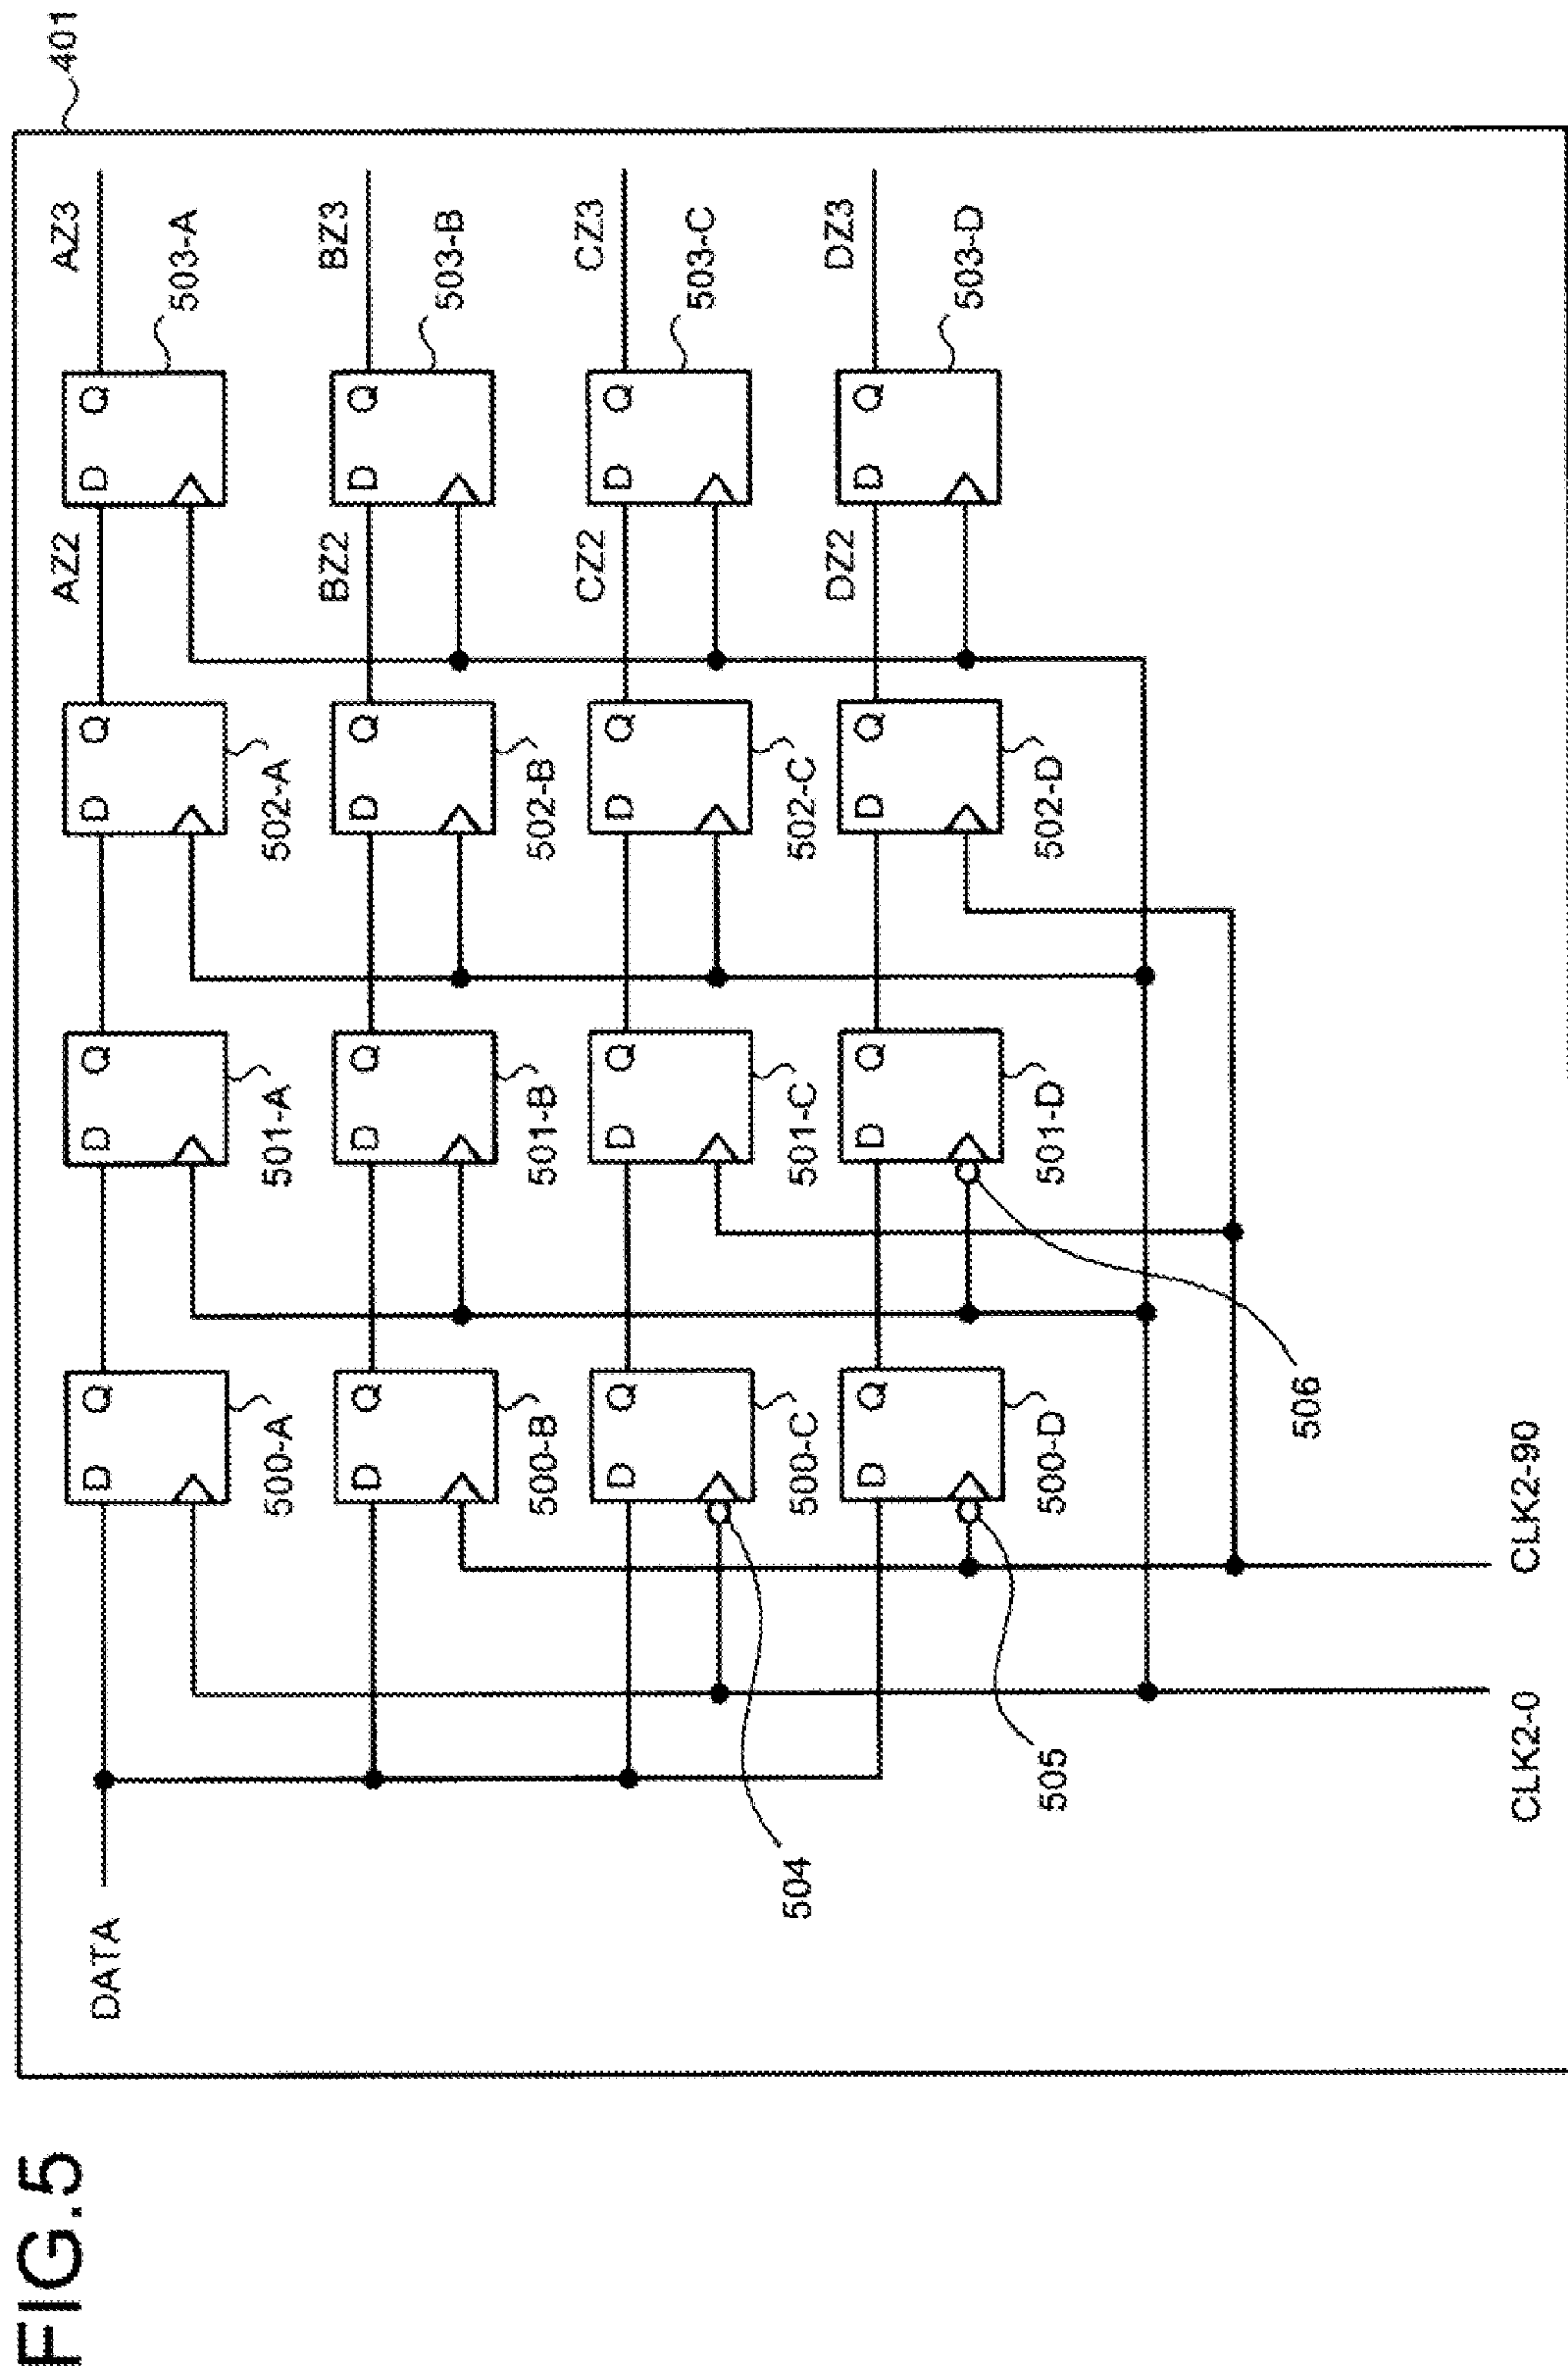 FIG.5
401
DATA
D Q
500-A
D Q
501-A
D Q
502-A
AZ2
D Q
503-A
AZ3
D Q
500-B
D Q
501-B
D Q
502-B
BZ2
D Q
503-B
BZ3
D Q
500-C
D Q
501-C
D Q
502-C
CZ2
D Q
503-C
CZ3
D Q
500-D
D Q
501-D
D Q
502-D
DZ2
D Q
503-D
DZ3
504
505
506
CLK2-0
CLK2-90